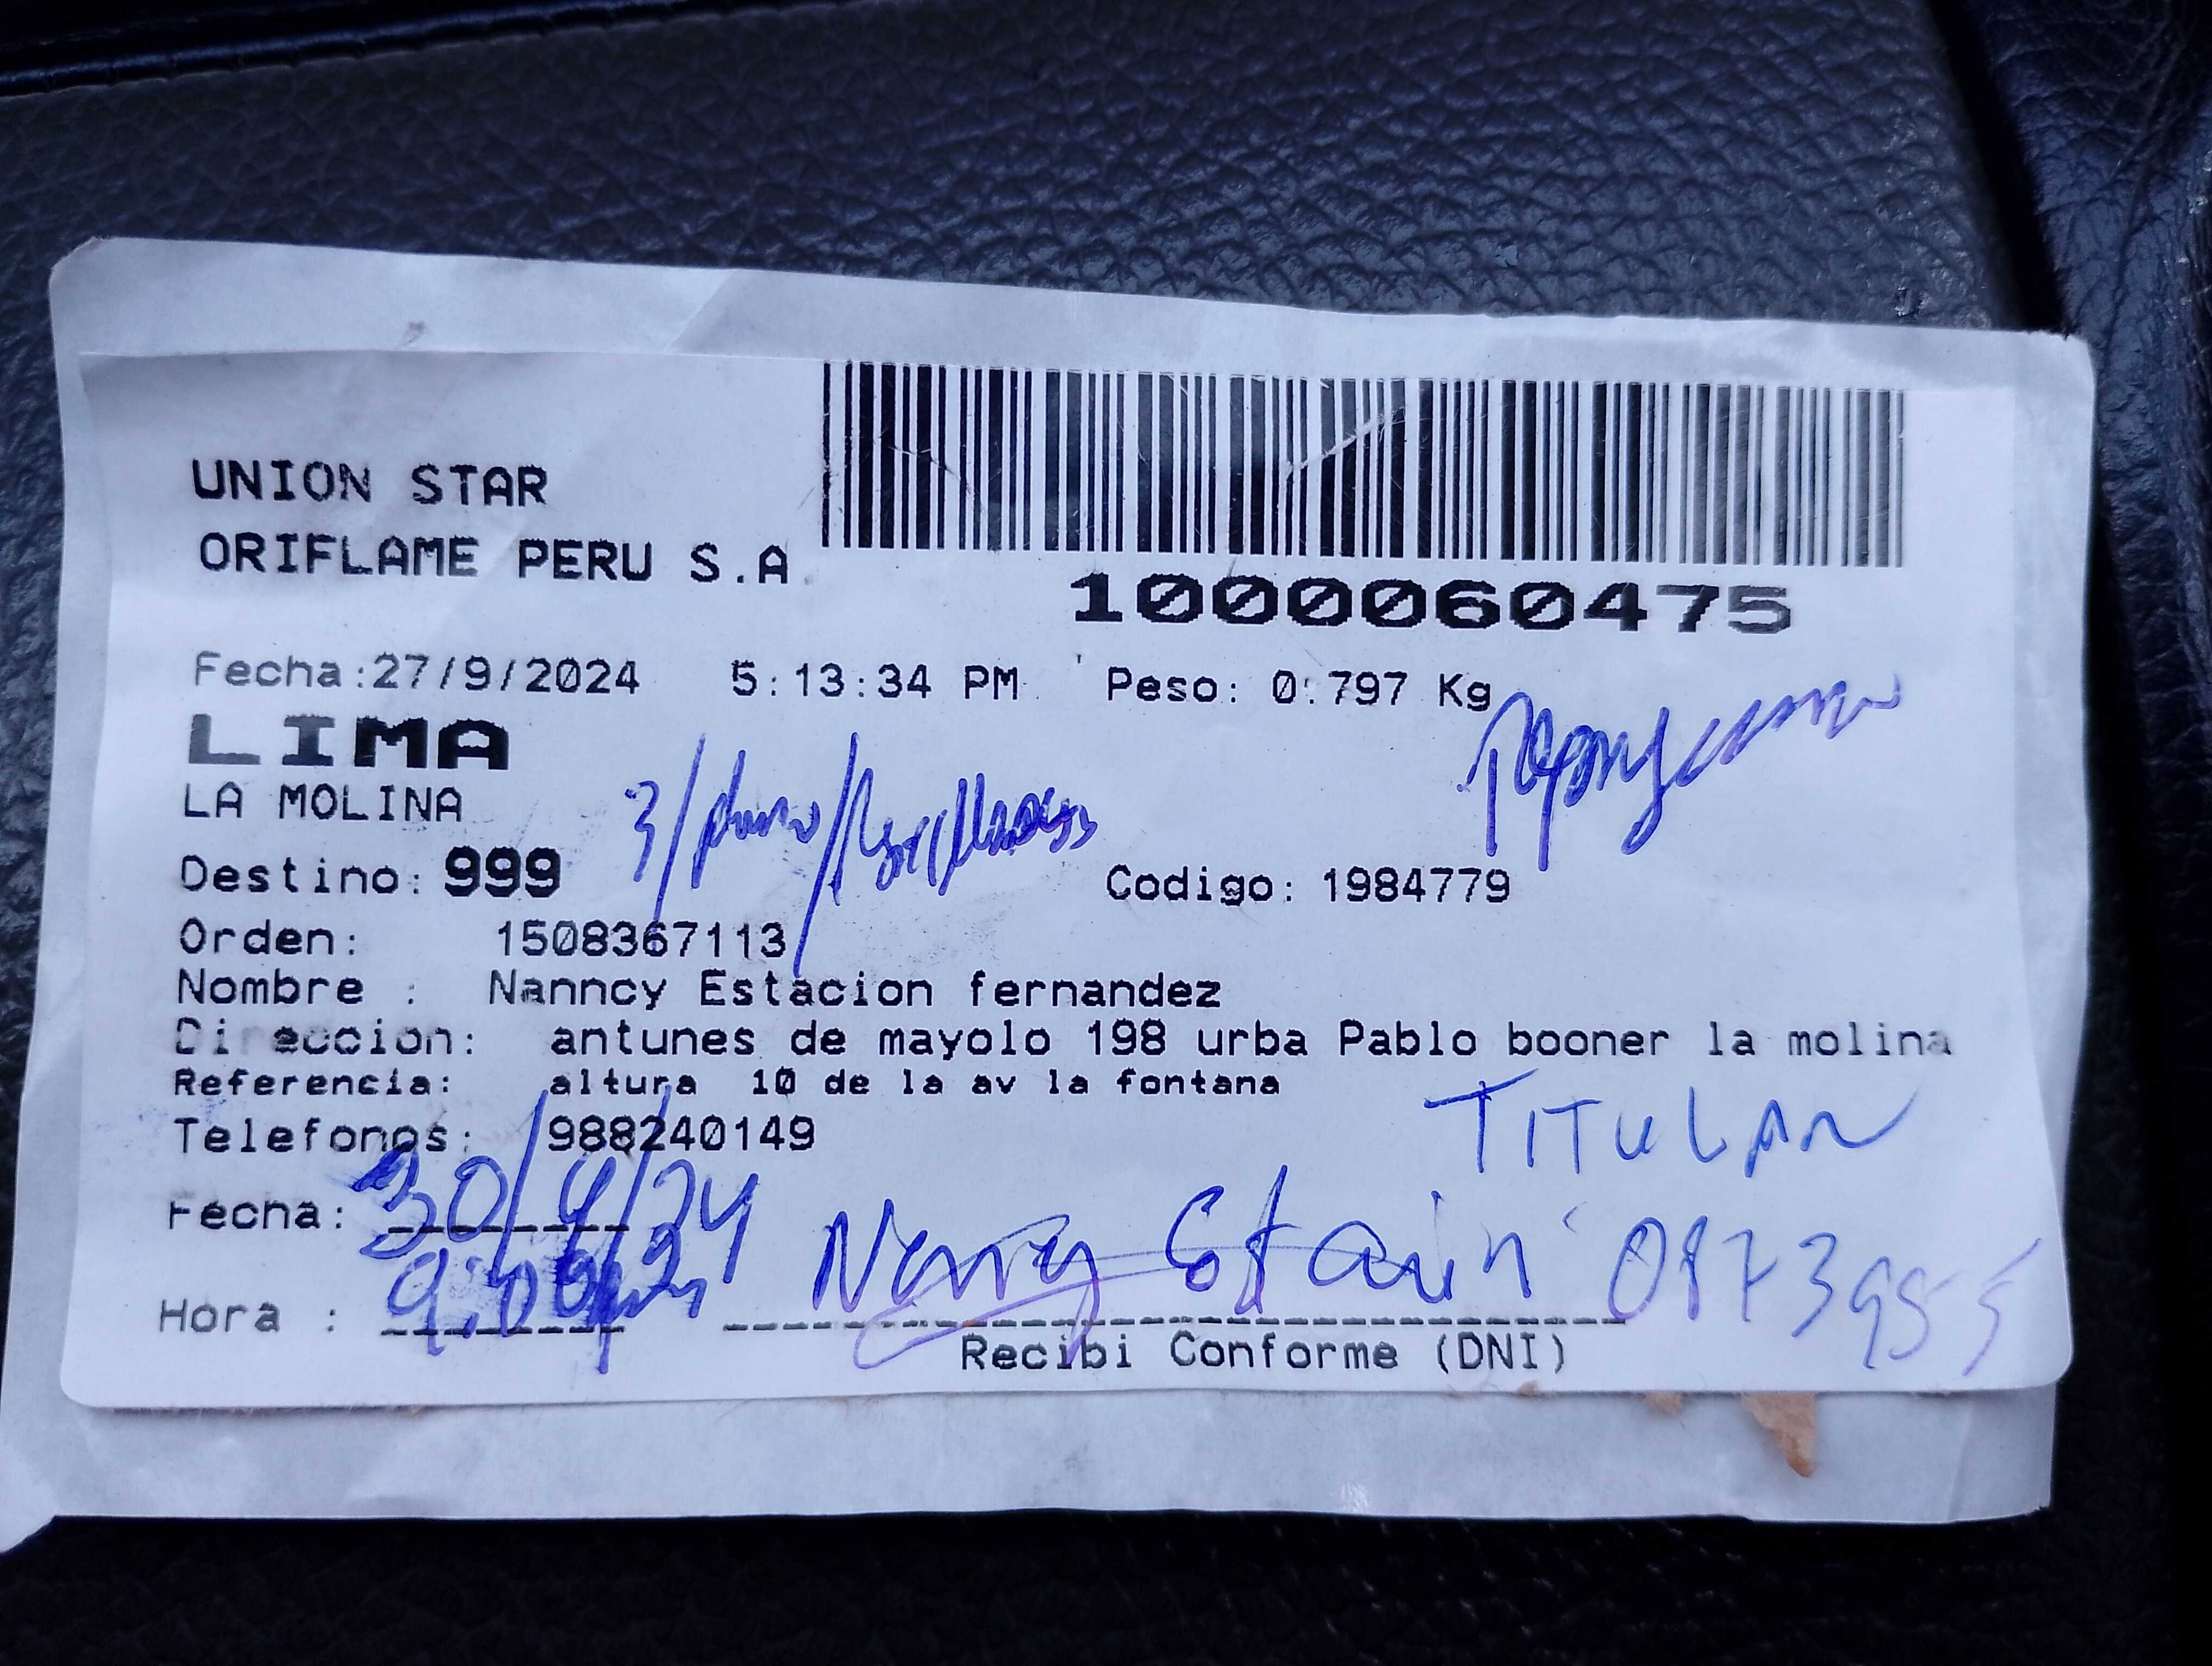 UNION STAR
ORIFLAME PERU S.A.
1000060475
Fecha:27/9/2024 5:13:34 PM Peso: 0.797 Kg
LIMA
LA MOLINA
Destino: 999
3/
Codigo: 1984779
Orden: 1508367113
Nombre : Nanncy Estacion fernandez
Direccion: antunes de mayolo 198 urba Pablo booner la molina
Referencia: altura 10 de la av la fontana
Telefonos: 988240149
TITULAR
Fecha: 30/9/24
Hora :
Recibi Conforme (DNI)